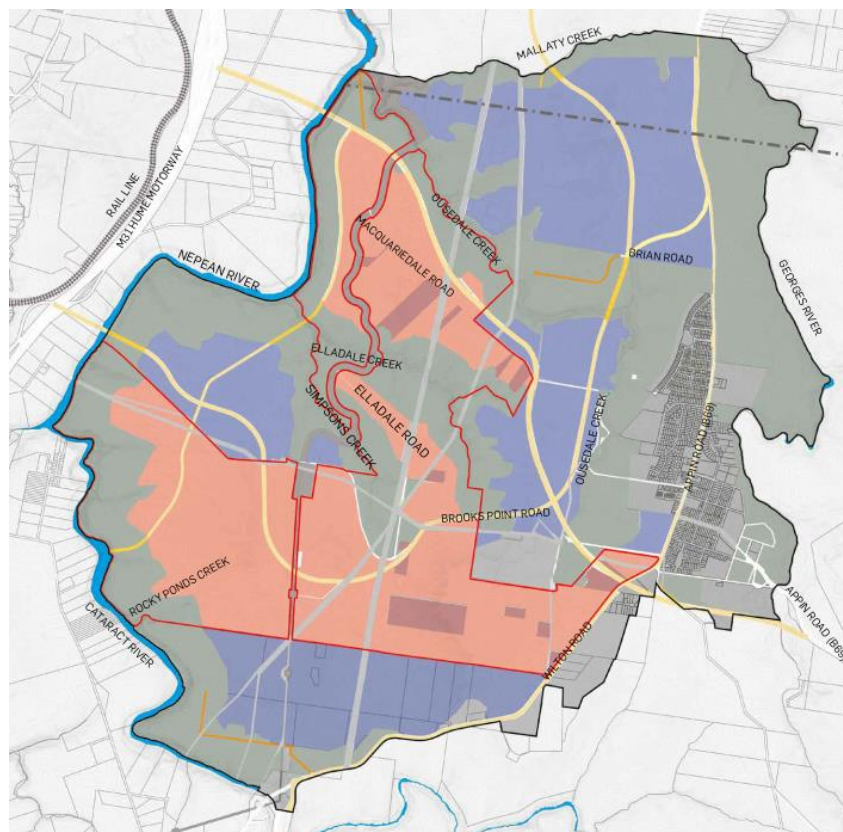 MALLATY CREEK
RAIL LINE
M31 HUME MOTORWAY
OUSEDALE CREEK
MACQUARIEDALE ROAD
NEPEAN RIVER
BRIAN ROAD
GEORGES RIVER
ELLADALE CREEK
SIMPSONS CREEK
ELLADALE ROAD
OUSEDALE CREEK
APPIN ROAD (B69)
BROOKS POINT ROAD
ROCKY PONDS CREEK
CATARACT RIVER
WILTON ROAD
APPIN ROAD (B69)